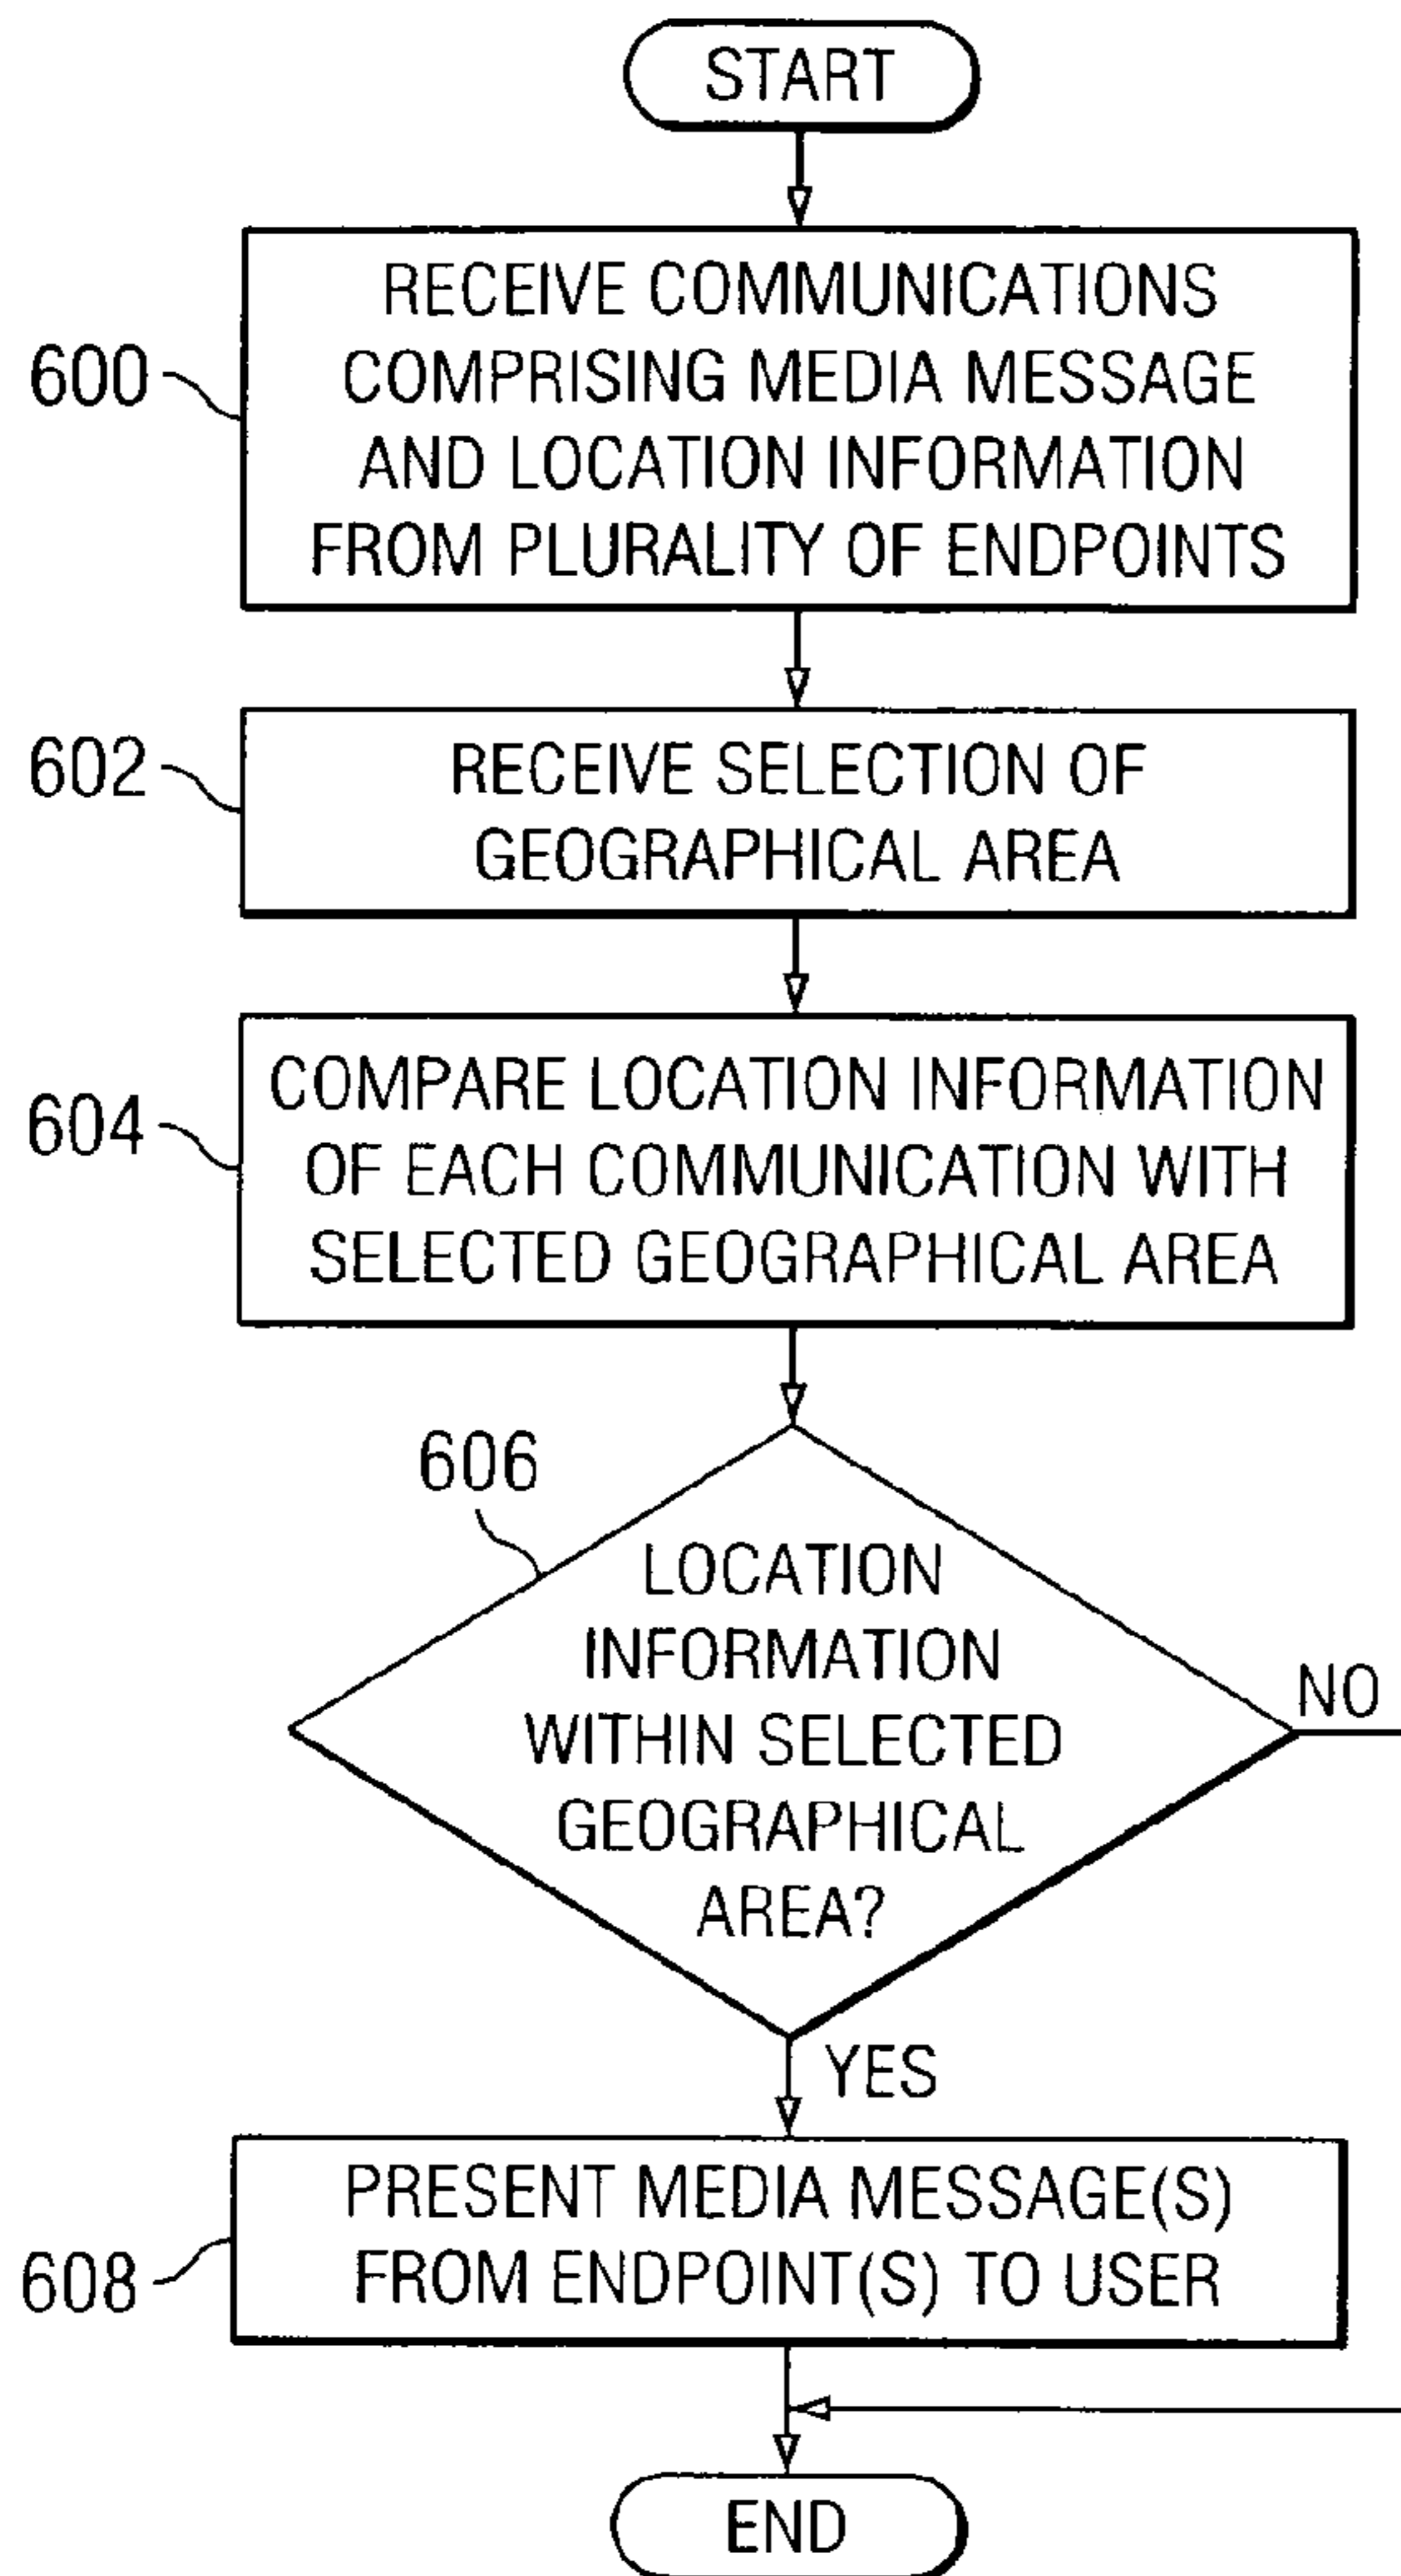 START
600
RECEIVE COMMUNICATIONS
COMPRISING MEDIA MESSAGE
AND LOCATION INFORMATION
FROM PLURALITY OF ENDPOINTS
602
RECEIVE SELECTION OF
GEOGRAPHICAL AREA
604
COMPARE LOCATION INFORMATION
OF EACH COMMUNICATION WITH
SELECTED GEOGRAPHICAL AREA
606
LOCATION
INFORMATION
WITHIN SELECTED
GEOGRAPHICAL
AREA?
NO
YES
608
PRESENT MEDIA MESSAGE(S)
FROM ENDPOINT(S) TO USER
END